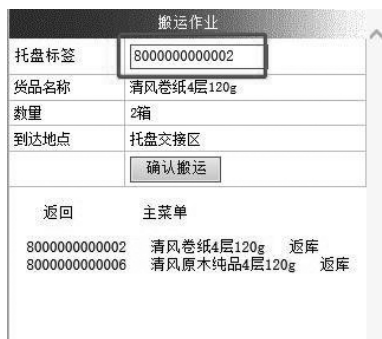 搬运作业
托盘标签 8000000000002
货品名称 清风卷纸4层120g
数量 2箱
到达地点 托盘交接区
确认搬运
返回 主菜单
8000000000002 清风卷纸4层120g 返库
8000000000006 清风原木纯品4层120g 返库